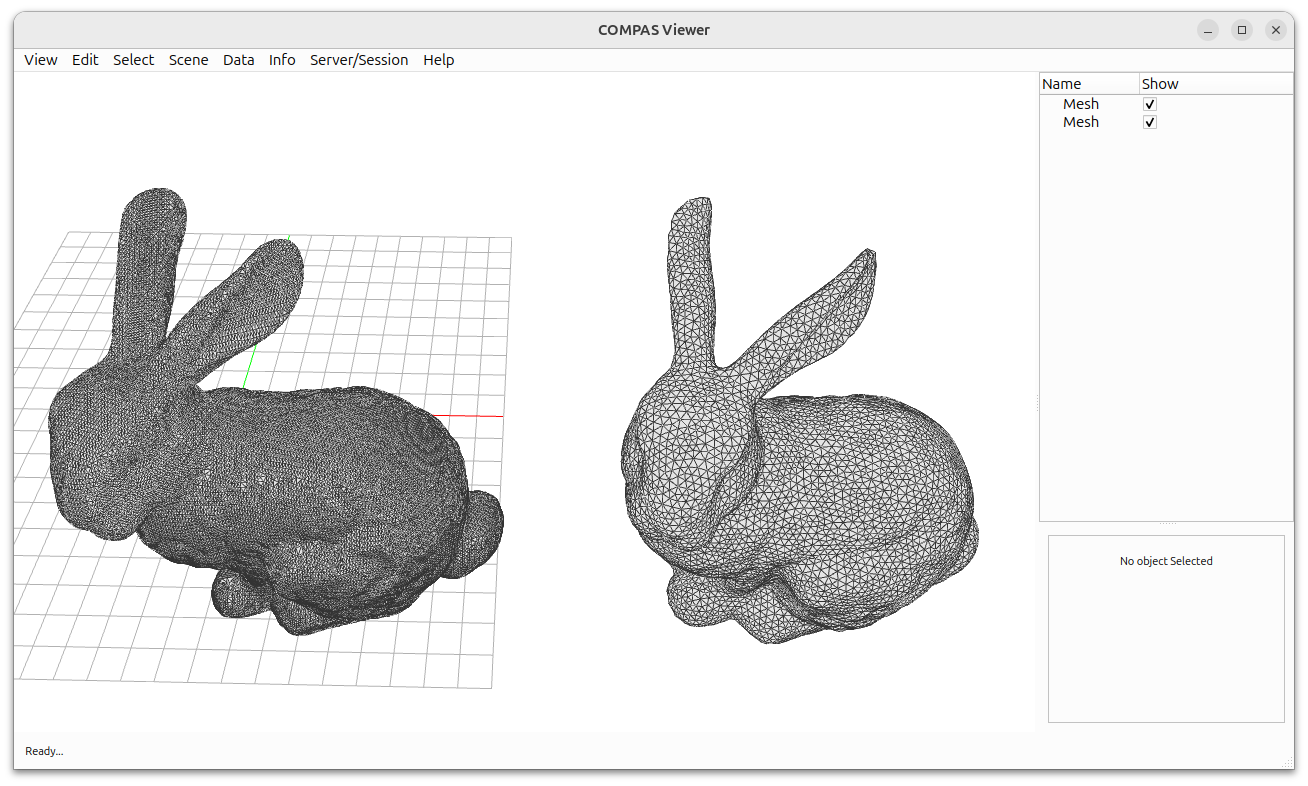 COMPAS Viewer
View Edit Select Scene Data Info Server/Session Help
Name Show
Mesh
Mesh
No object Selected
Ready...